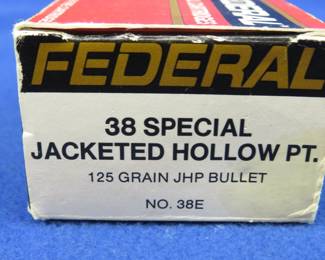 FEDERAL
38 SPECIAL
JACKETED HOLLOW PT.
125 GRAIN JHP BULLET
NO. 38E